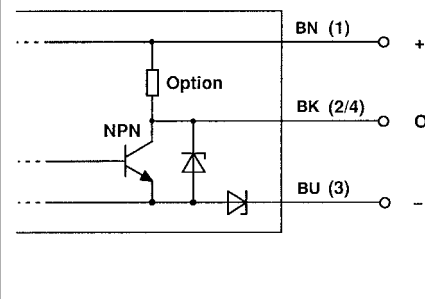 BN (1)
+
Option
BK (2/4)
O
NPN
BU (3)
−